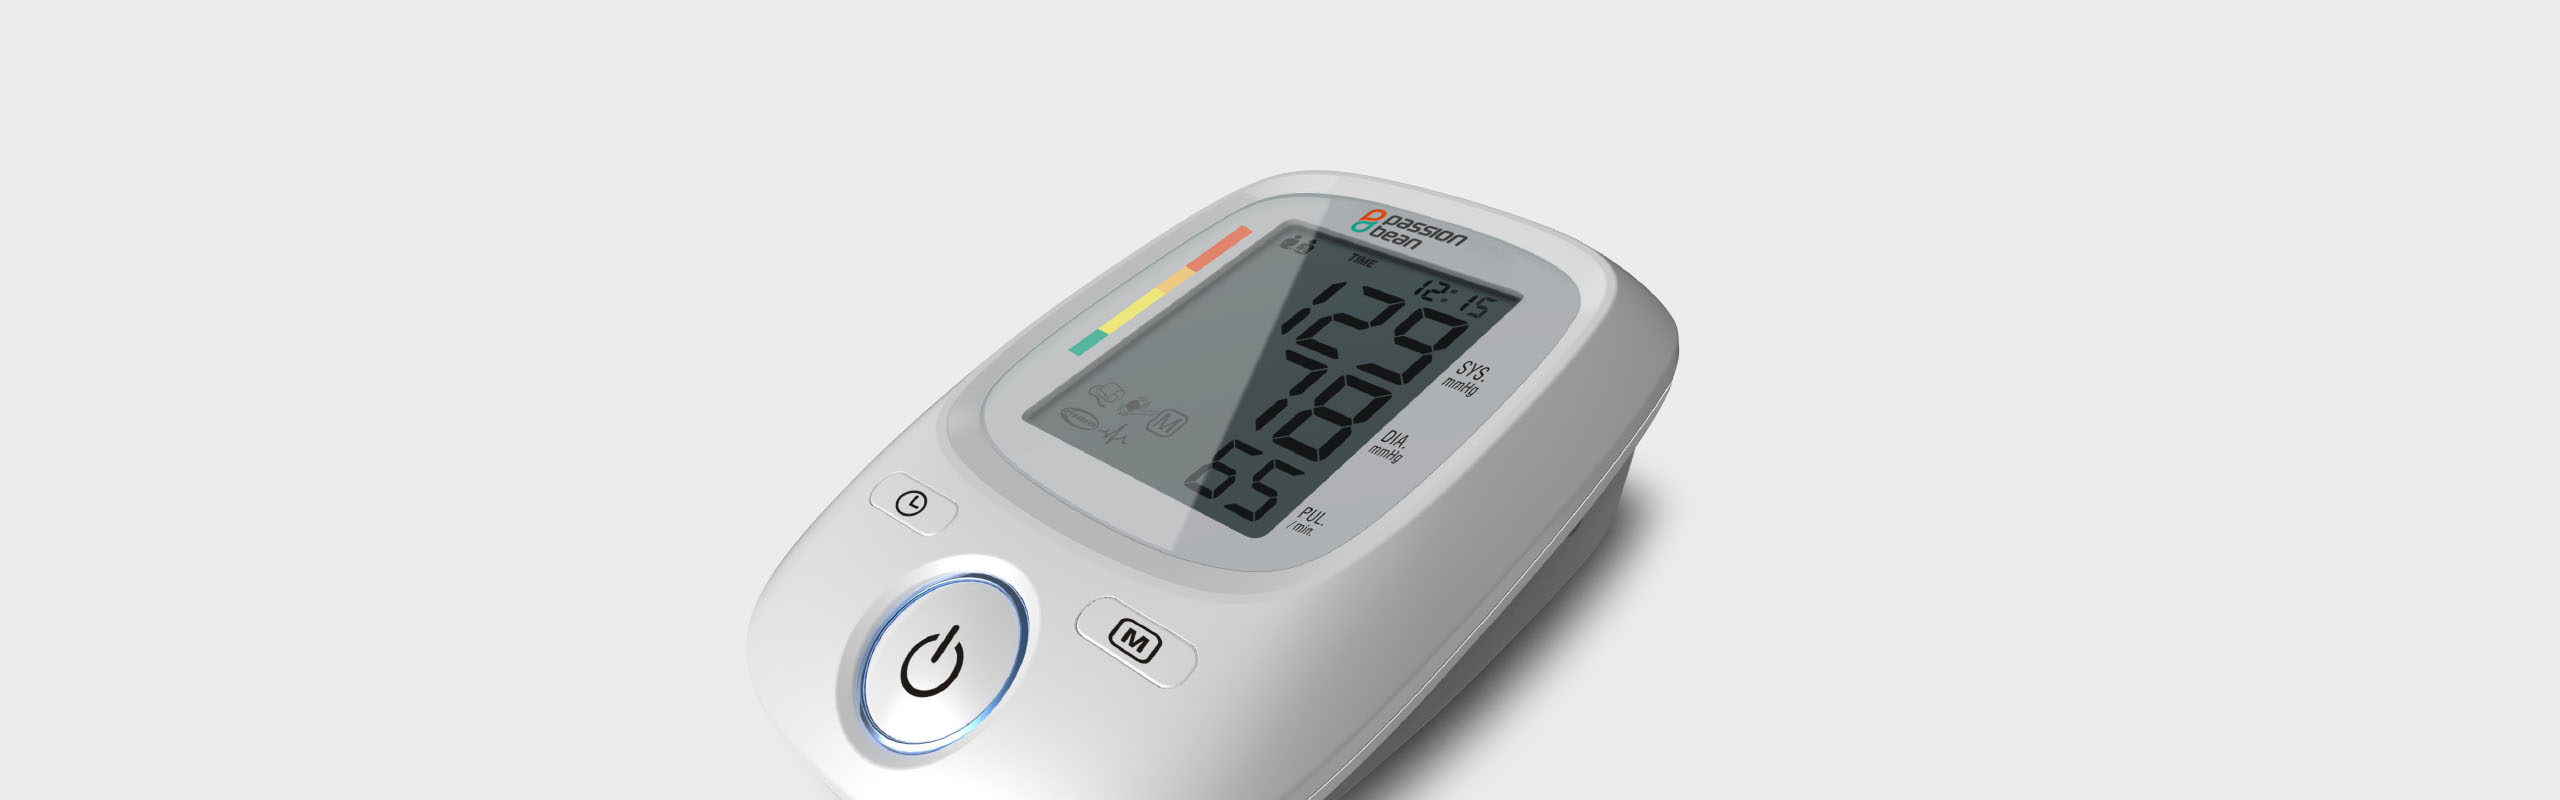 passion
bean
TIME
12:15
129
SYS.
mmHg
78
DIA.
mmHg
65
PUL.
/min.
M
M